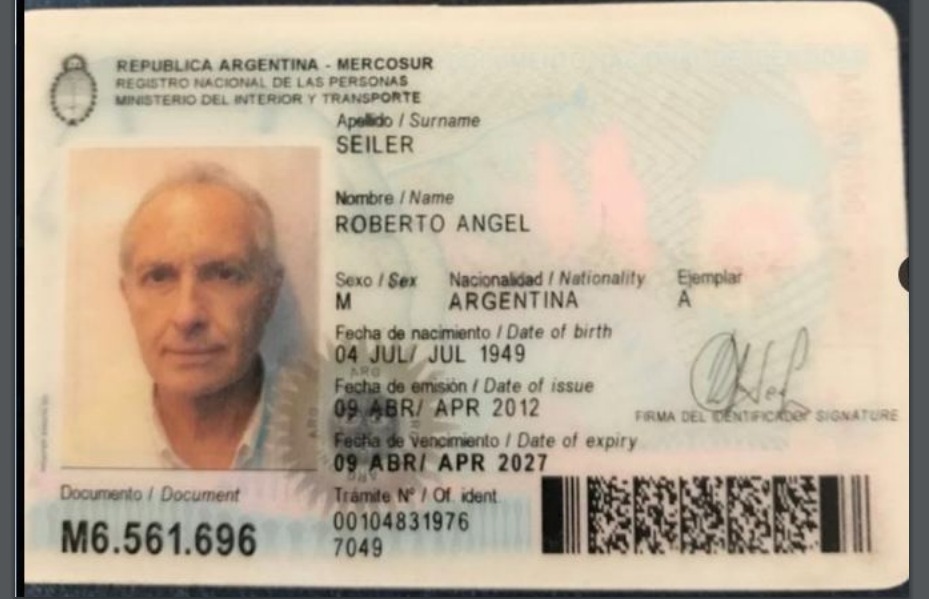 REPUBLICA ARGENTINA - MERCOSUR
REGISTRO NACIONAL DE LAS PERSONAS
MINISTERIO DEL INTERIOR Y TRANSPORTE
Apellido / Surname
SEILER
Nombre / Name
ROBERTO ANGEL
Sexo / Sex Nacionalidad / Nationality Ejemplar
M ARGENTINA A
Fecha de nacimiento / Date of birth
04 JUL/ JUL 1949
Fecha de emisión / Date of issue
09 ABR/ APR 2012
FIRMA DEL IDENTIFICADO/ SIGNATURE
Fecha de vencimiento / Date of expiry
09 ABR/ APR 2027
Documento / Document
M6.561.696
Trámite Nº / Of. ident
00104831976
7049